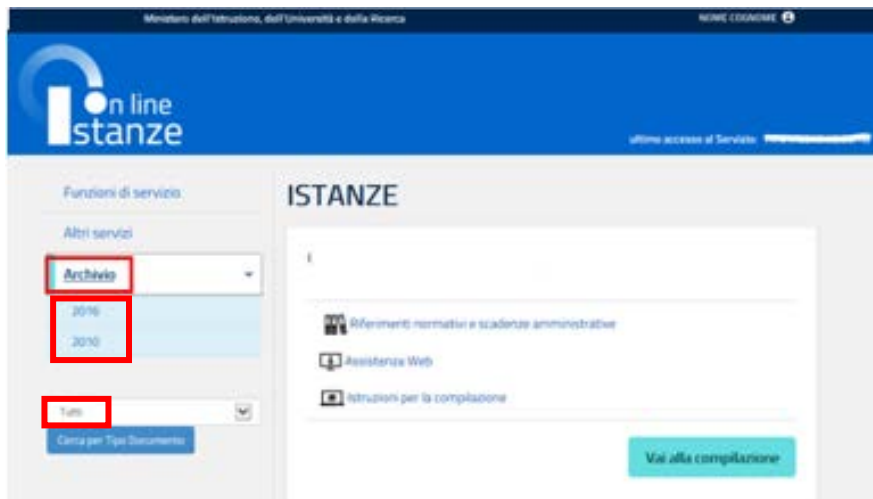 Ministero dell'Istruzione, dell'Università e della Ricerca
NOME COGNOME
On line
Istanze
ultimo accesso al Servizio:
Funzioni di servizio
Altri servizi
Archivio
2016
2010
Tutti
Cerca per Tipo Documento
ISTANZE
Riferimenti normativi e scadenze amministrative
Assistenza Web
Istruzioni per la compilazione
Vai alla compilazione